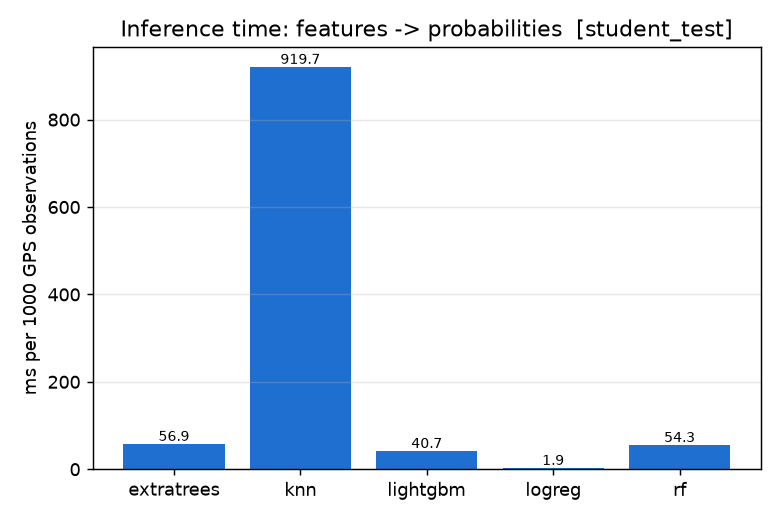 Inference time: features -> probabilities [student_test]
ms per 1000 GPS observations
800
600
400
200
0
56.9
919.7
40.7
1.9
54.3
extratrees
knn
lightgbm
logreg
rf